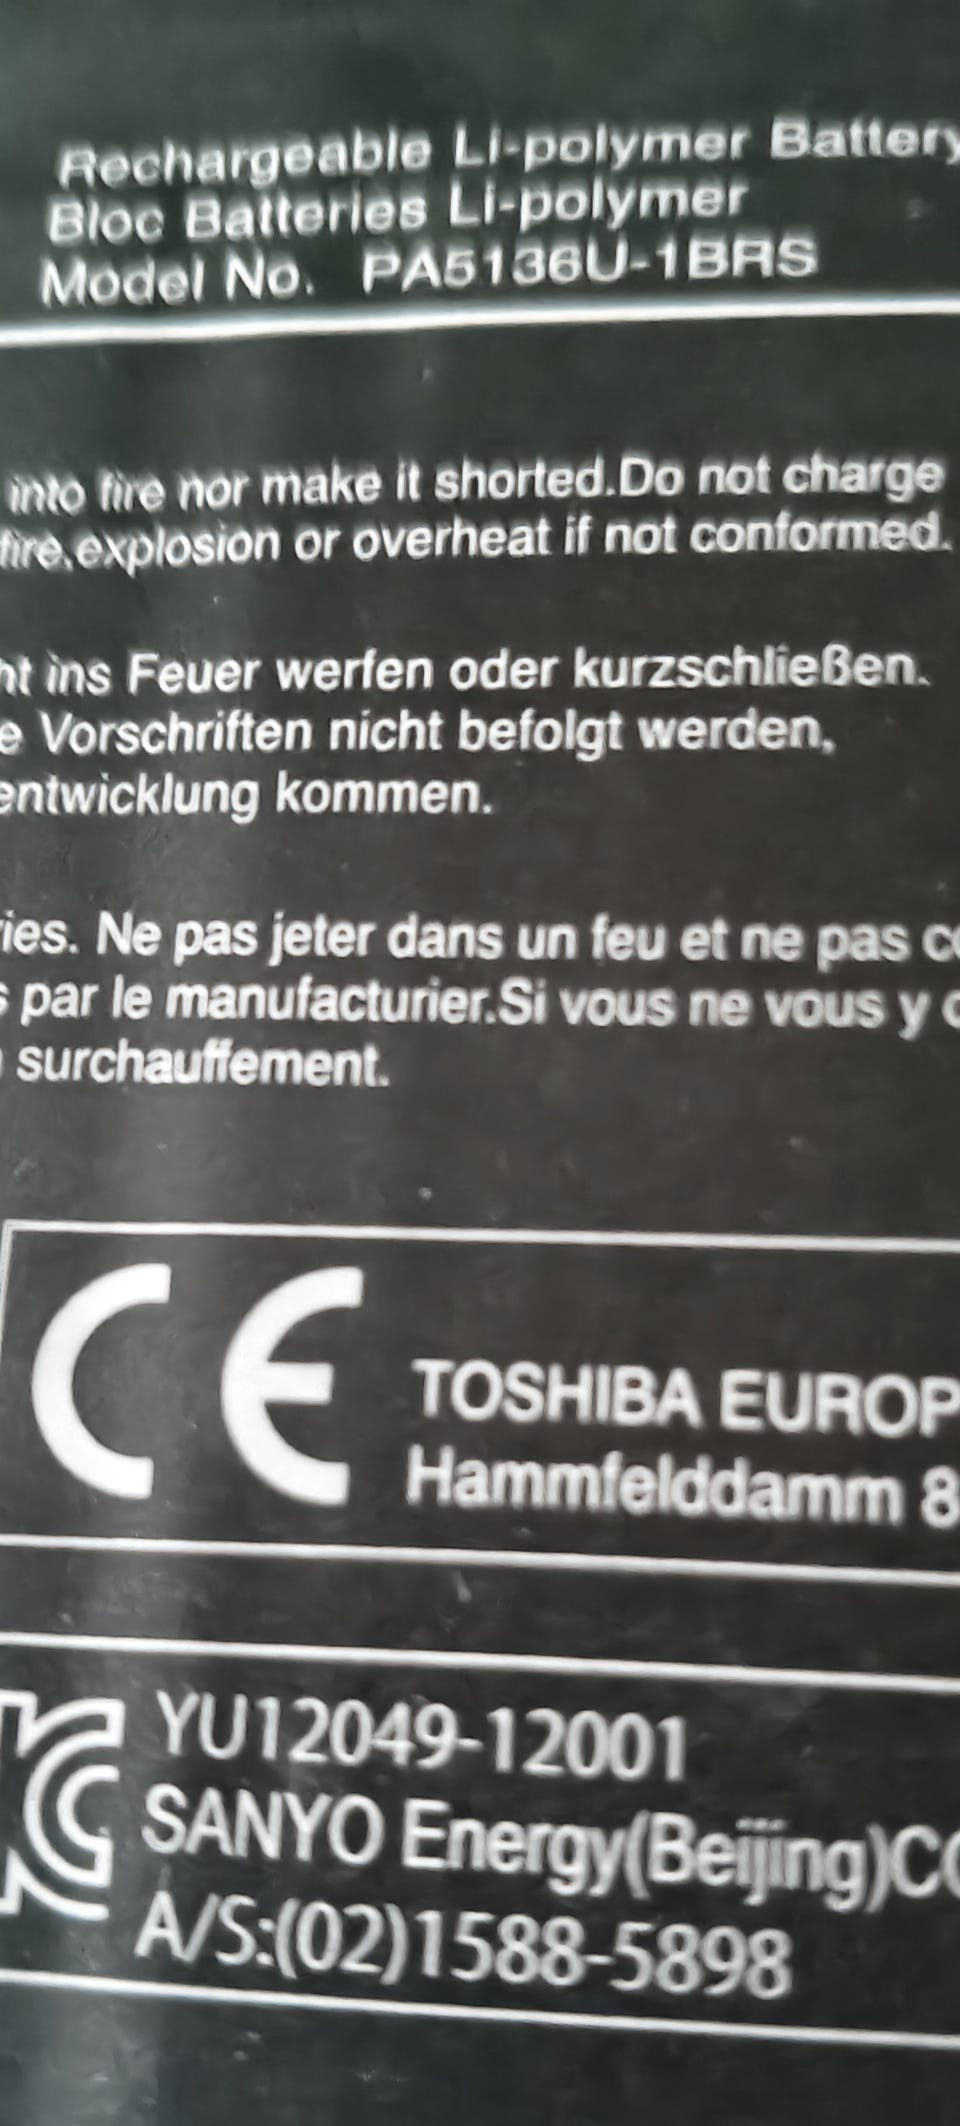 Rechargeable Li-polymer Battery
Bloc Batteries Li-polymer
Model No. PA5136U-1BRS
into fire nor make it shorted.Do not charge
fire,explosion or overheat if not conformed.
ht ins Feuer werfen oder kurzschließen.
e Vorschriften nicht befolgt werden,
entwicklung kommen.
ries. Ne pas jeter dans un feu et ne pas co
s par le manufacturier.Si vous ne vous y c
surchauffement.
CE
TOSHIBA EUROP
Hammfelddamm 8
KC
YU12049-12001
SANYO Energy(Beijing)CO
A/S:(02)1588-5898